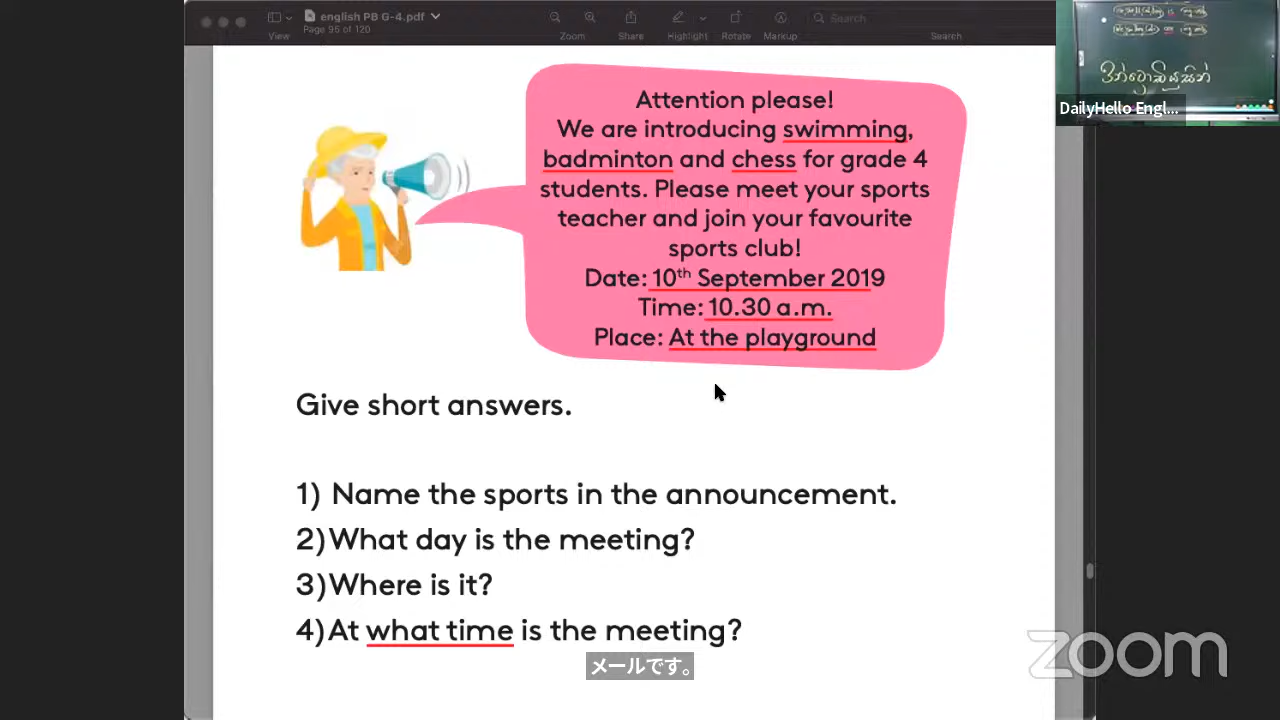 english PB G-4.pdf
Page 95 of 120
View
Zoom
Share
Highlight
Rotate
Markup
Search
Search
DailyHello Engl...
Attention please!
We are introducing swimming,
badminton and chess for grade 4
students. Please meet your sports
teacher and join your favourite
sports club!
Date: 10th September 2019
Time: 10.30 a.m.
Place: At the playground
Give short answers.
1) Name the sports in the announcement.
2)What day is the meeting?
3)Where is it?
4)At what time is the meeting?
メールです。
zoom